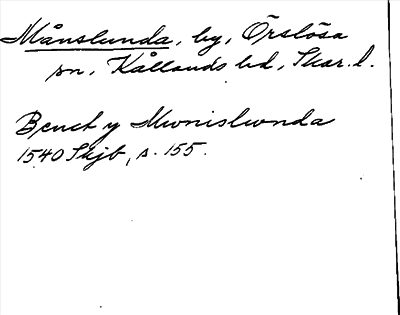 Månslunda, by, Örslösa
sn, Kållands hd, Skar. l.
Bench y Mwnislwnda
1540 Skjb, s. 155.